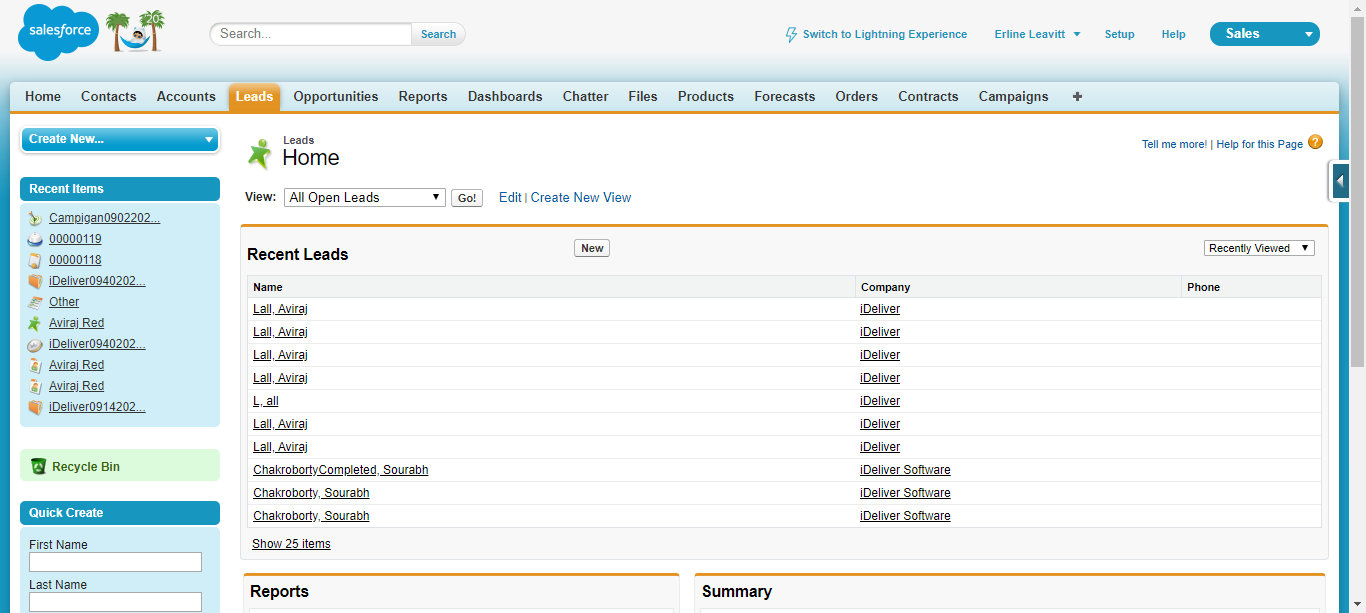 salesforce
20
Search...
Search
Switch to Lightning Experience
Erline Leavitt
Setup
Help
Sales
Home Contacts Accounts Leads Opportunities Reports Dashboards Chatter Files Products Forecasts Orders Contracts Campaigns +
Create New...
Recent Items
Campigan0902202...
00000119
00000118
iDeliver0940202...
Other
Aviraj Red
iDeliver0940202...
Aviraj Red
Aviraj Red
iDeliver0914202...
Recycle Bin
Quick Create
First Name
Last Name
Leads
Home
Tell me more! | Help for this Page ?
View: All Open Leads Go! Edit | Create New View
Recent Leads New Recently Viewed
Name Company Phone
Lall, Aviraj iDeliver
Lall, Aviraj iDeliver
Lall, Aviraj iDeliver
Lall, Aviraj iDeliver
L, all iDeliver
Lall, Aviraj iDeliver
Lall, Aviraj iDeliver
ChakrobortyCompleted, Sourabh iDeliver Software
Chakroborty, Sourabh iDeliver Software
Chakroborty, Sourabh iDeliver Software
Show 25 items
Reports
Summary